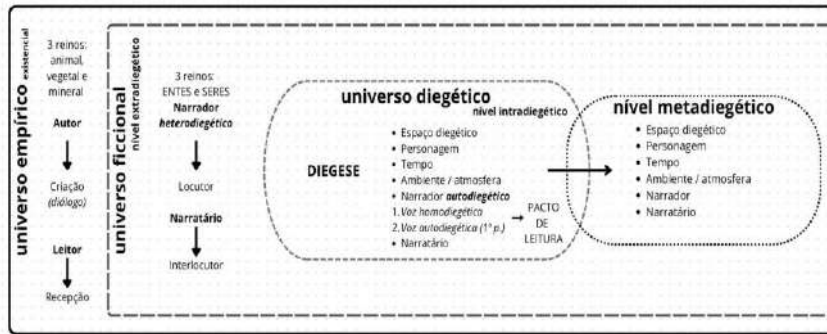 universo empírico existencial
3 reinos:
animal,
vegetal e
mineral
Autor
Criação
(diálogo)
Leitor
Recepção
universo ficcional
nível extradiegético
3 reinos:
ENTES e SERES
Narrador
heterodiegético
Locutor
Narratário
Interlocutor
universo diegético
nível intradiegético
DIEGESE
• Espaço diegético
• Personagem
• Tempo
• Ambiente / atmosfera
• Narrador autodiegético
1. Voz homodiegética
2. Voz autodiegética (1ª p.)
• Narratário
PACTO
DE
LEITURA
nível metadiegético
• Espaço diegético
• Personagem
• Tempo
• Ambiente / atmosfera
• Narrador
• Narratário